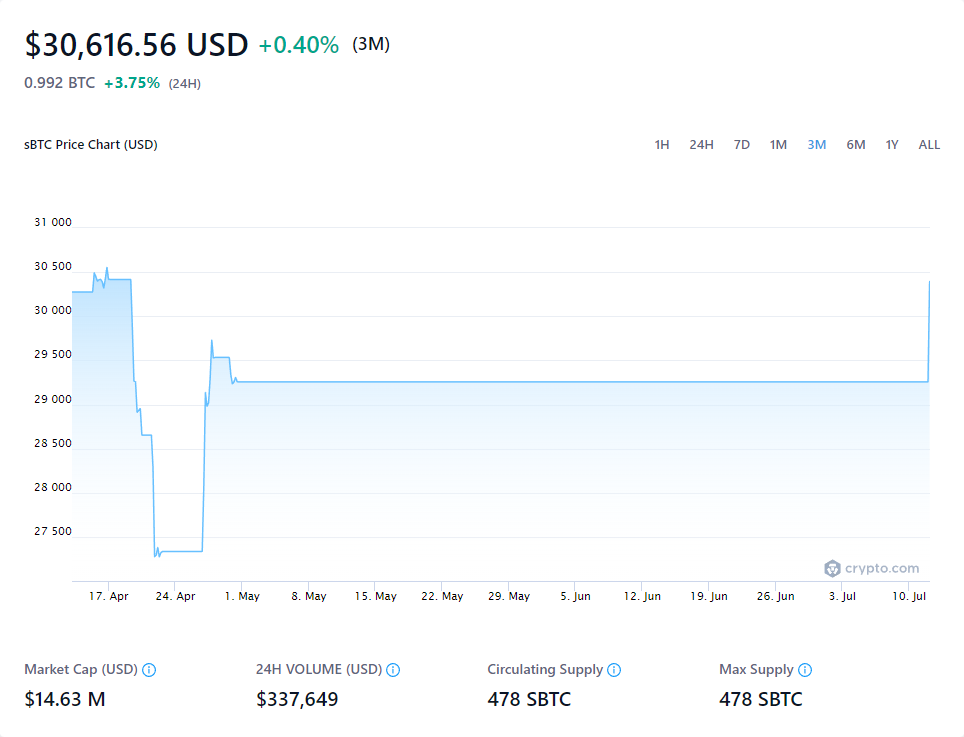 $30,616.56 USD +0.40% (3M)
0.992 BTC +3.75% (24H)
sBTC Price Chart (USD) 1H 24H 7D 1M 3M 6M 1Y ALL
31 000
30 500
30 000
29 500
29 000
28 500
28 000
27 500
crypto.com
17. Apr 24. Apr 1. May 8. May 15. May 22. May 29. May 5. Jun 12. Jun 19. Jun 26. Jun 3. Jul 10. Jul
Market Cap (USD) 24H VOLUME (USD) Circulating Supply Max Supply
$14.63 M $337,649 478 SBTC 478 SBTC